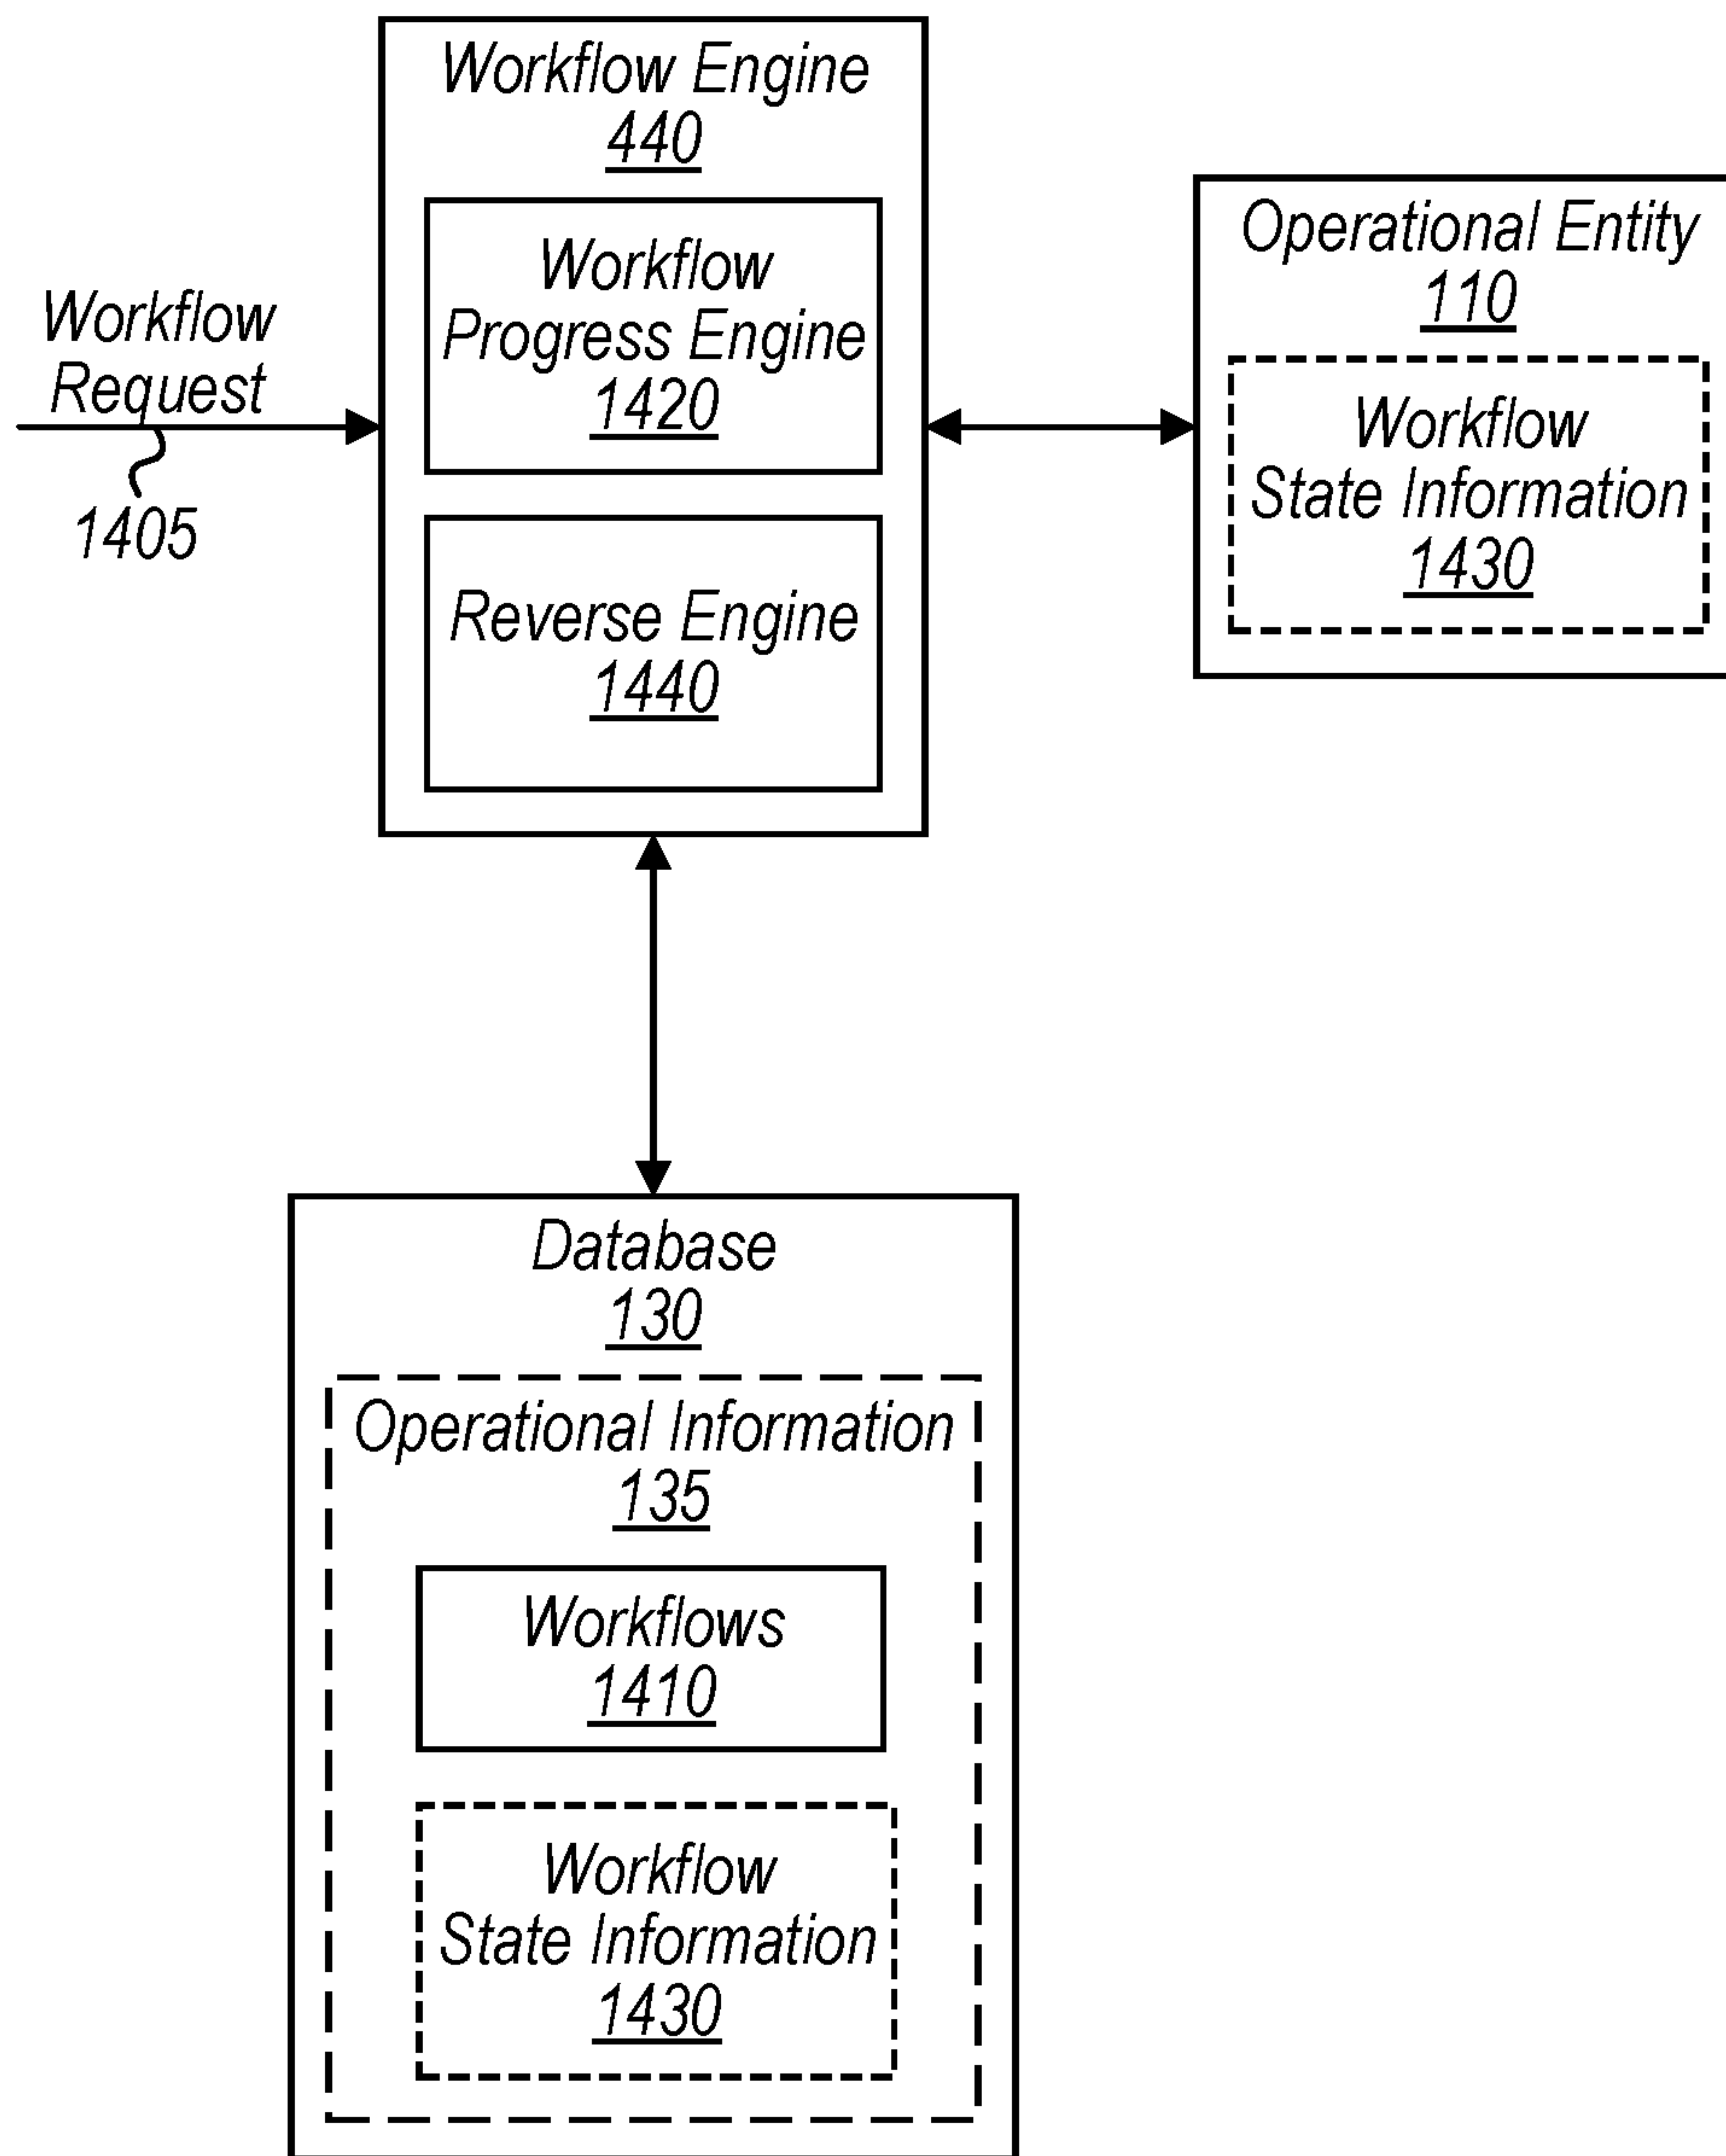 Workflow Engine
440
Workflow
Progress Engine
1420
Reverse Engine
1440
Workflow
Request
1405
Operational Entity
110
Workflow
State Information
1430
Database
130
Operational Information
135
Workflows
1410
Workflow
State Information
1430